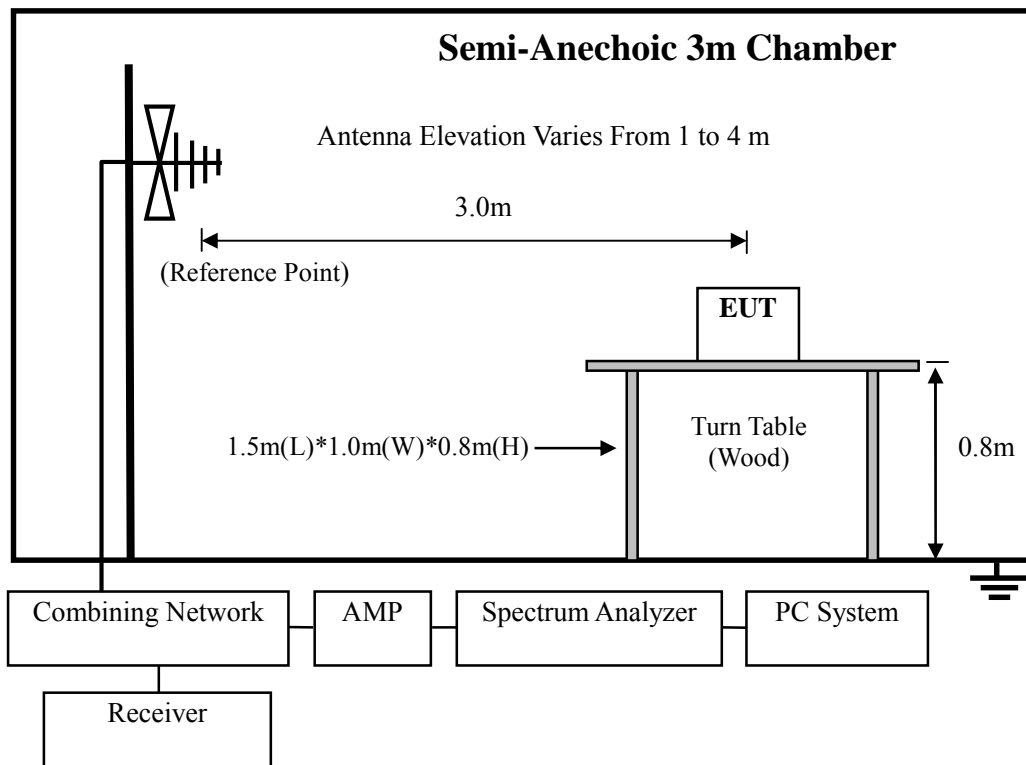 Semi-Anechoic 3m Chamber
Antenna Elevation Varies From 1 to 4 m
3.0m
(Reference Point)
EUT
1.5m(L)*1.0m(W)*0.8m(H)
Turn Table
(Wood)
0.8m
Combining Network
AMP
Spectrum Analyzer
PC System
Receiver